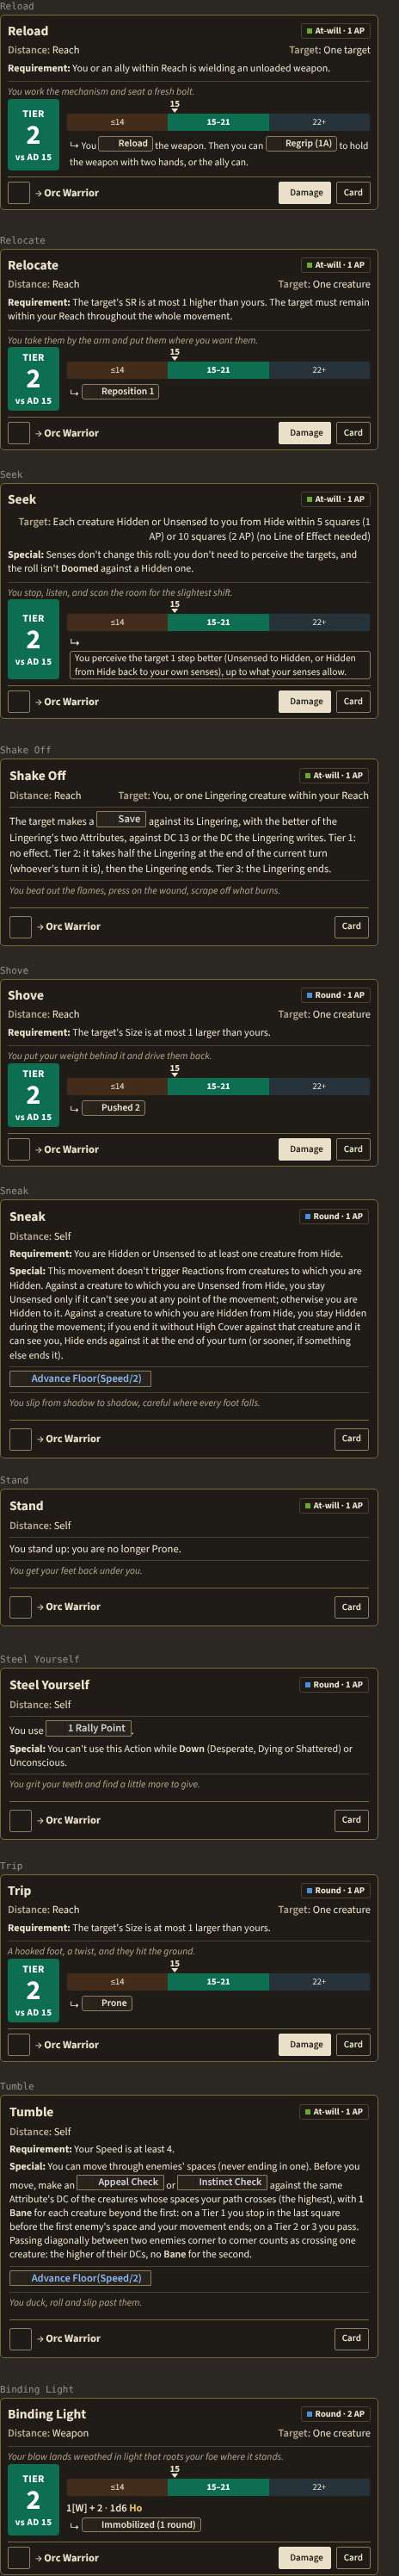 Reload
Reload
At-will · 1 AP
Distance: Reach
Target: One target
Requirement: You or an ally within Reach is wielding an unloaded weapon.
You work the mechanism and seat a fresh bolt.
TIER
2
vs AD 15
15
≤14
15–21
22+
↪ You Reload the weapon. Then you can Regrip (1A) to hold
the weapon with two hands, or the ally can.
→ Orc Warrior
Damage
Card
Relocate
Relocate
At-will · 1 AP
Distance: Reach
Target: One creature
Requirement: The target's SR is at most 1 higher than yours. The target must remain
within your Reach throughout the whole movement.
You take them by the arm and put them where you want them.
TIER
2
vs AD 15
15
≤14
15–21
22+
↪ Reposition 1
→ Orc Warrior
Damage
Card
Seek
Seek
At-will · 1 AP
Target: Each creature Hidden or Unsensed to you from Hide within 5 squares (1
AP) or 10 squares (2 AP) (no Line of Effect needed)
Special: Senses don't change this roll: you don't need to perceive the targets, and
the roll isn't Doomed against a Hidden one.
You stop, listen, and scan the room for the slightest shift.
TIER
2
vs AD 15
15
≤14
15–21
22+
↪
You perceive the target 1 step better (Unsensed to Hidden, or Hidden
from Hide back to your own senses), up to what your senses allow.
→ Orc Warrior
Damage
Card
Shake Off
Shake Off
At-will · 1 AP
Distance: Reach
Target: You, or one Lingering creature within your Reach
The target makes a Save against its Lingering, with the better of the
Lingering's two Attributes, against DC 13 or the DC the Lingering writes. Tier 1:
no effect. Tier 2: it takes half the Lingering at the end of the current turn
(whoever's turn it is), then the Lingering ends. Tier 3: the Lingering ends.
You beat out the flames, press on the wound, scrape off what burns.
→ Orc Warrior
Card
Shove
Shove
Round · 1 AP
Distance: Reach
Target: One creature
Requirement: The target's Size is at most 1 larger than yours.
You put your weight behind it and drive them back.
TIER
2
vs AD 15
15
≤14
15–21
22+
↪ Pushed 2
→ Orc Warrior
Damage
Card
Sneak
Sneak
Round · 1 AP
Distance: Self
Requirement: You are Hidden or Unsensed to at least one creature from Hide.
Special: This movement doesn't trigger Reactions from creatures to which you are
Hidden. Against a creature to which you are Unsensed from Hide, you stay
Unsensed only if it can't see you at any point of the movement; otherwise you are
Hidden to it. Against a creature to which you are Hidden from Hide, you stay Hidden
during the movement; if you end it without High Cover against that creature and it
can see you, Hide ends against it at the end of your turn (or sooner, if something
else ends it).
Advance Floor(Speed/2)
You slip from shadow to shadow, careful where every foot falls.
→ Orc Warrior
Card
Stand
Stand
At-will · 1 AP
Distance: Self
You stand up: you are no longer Prone.
You get your feet back under you.
→ Orc Warrior
Card
Steel Yourself
Steel Yourself
Round · 1 AP
Distance: Self
You use 1 Rally Point.
Special: You can't use this Action while Down (Desperate, Dying or Shattered) or
Unconscious.
You grit your teeth and find a little more to give.
→ Orc Warrior
Card
Trip
Trip
Round · 1 AP
Distance: Reach
Target: One creature
Requirement: The target's Size is at most 1 larger than yours.
A hooked foot, a twist, and they hit the ground.
TIER
2
vs AD 15
15
≤14
15–21
22+
↪ Prone
→ Orc Warrior
Damage
Card
Tumble
Tumble
At-will · 1 AP
Distance: Self
Requirement: Your Speed is at least 4.
Special: You can move through enemies' spaces (never ending in one). Before you
move, make an Appeal Check or Instinct Check against the same
Attribute's DC of the creatures whose spaces your path crosses (the highest), with 1
Bane for each creature beyond the first: on a Tier 1 you stop in the last square
before the first enemy's space and your movement ends; on a Tier 2 or 3 you pass.
Passing diagonally between two enemies corner to corner counts as crossing one
creature: the higher of their DCs, no Bane for the second.
Advance Floor(Speed/2)
You duck, roll and slip past them.
→ Orc Warrior
Card
Binding Light
Binding Light
Round · 2 AP
Distance: Weapon
Target: One creature
Your blow lands wreathed in light that roots your foe where it stands.
TIER
2
vs AD 15
15
≤14
15–21
22+
1[W] + 2 · 1d6 Ho
↪ Immobilized (1 round)
→ Orc Warrior
Damage
Card